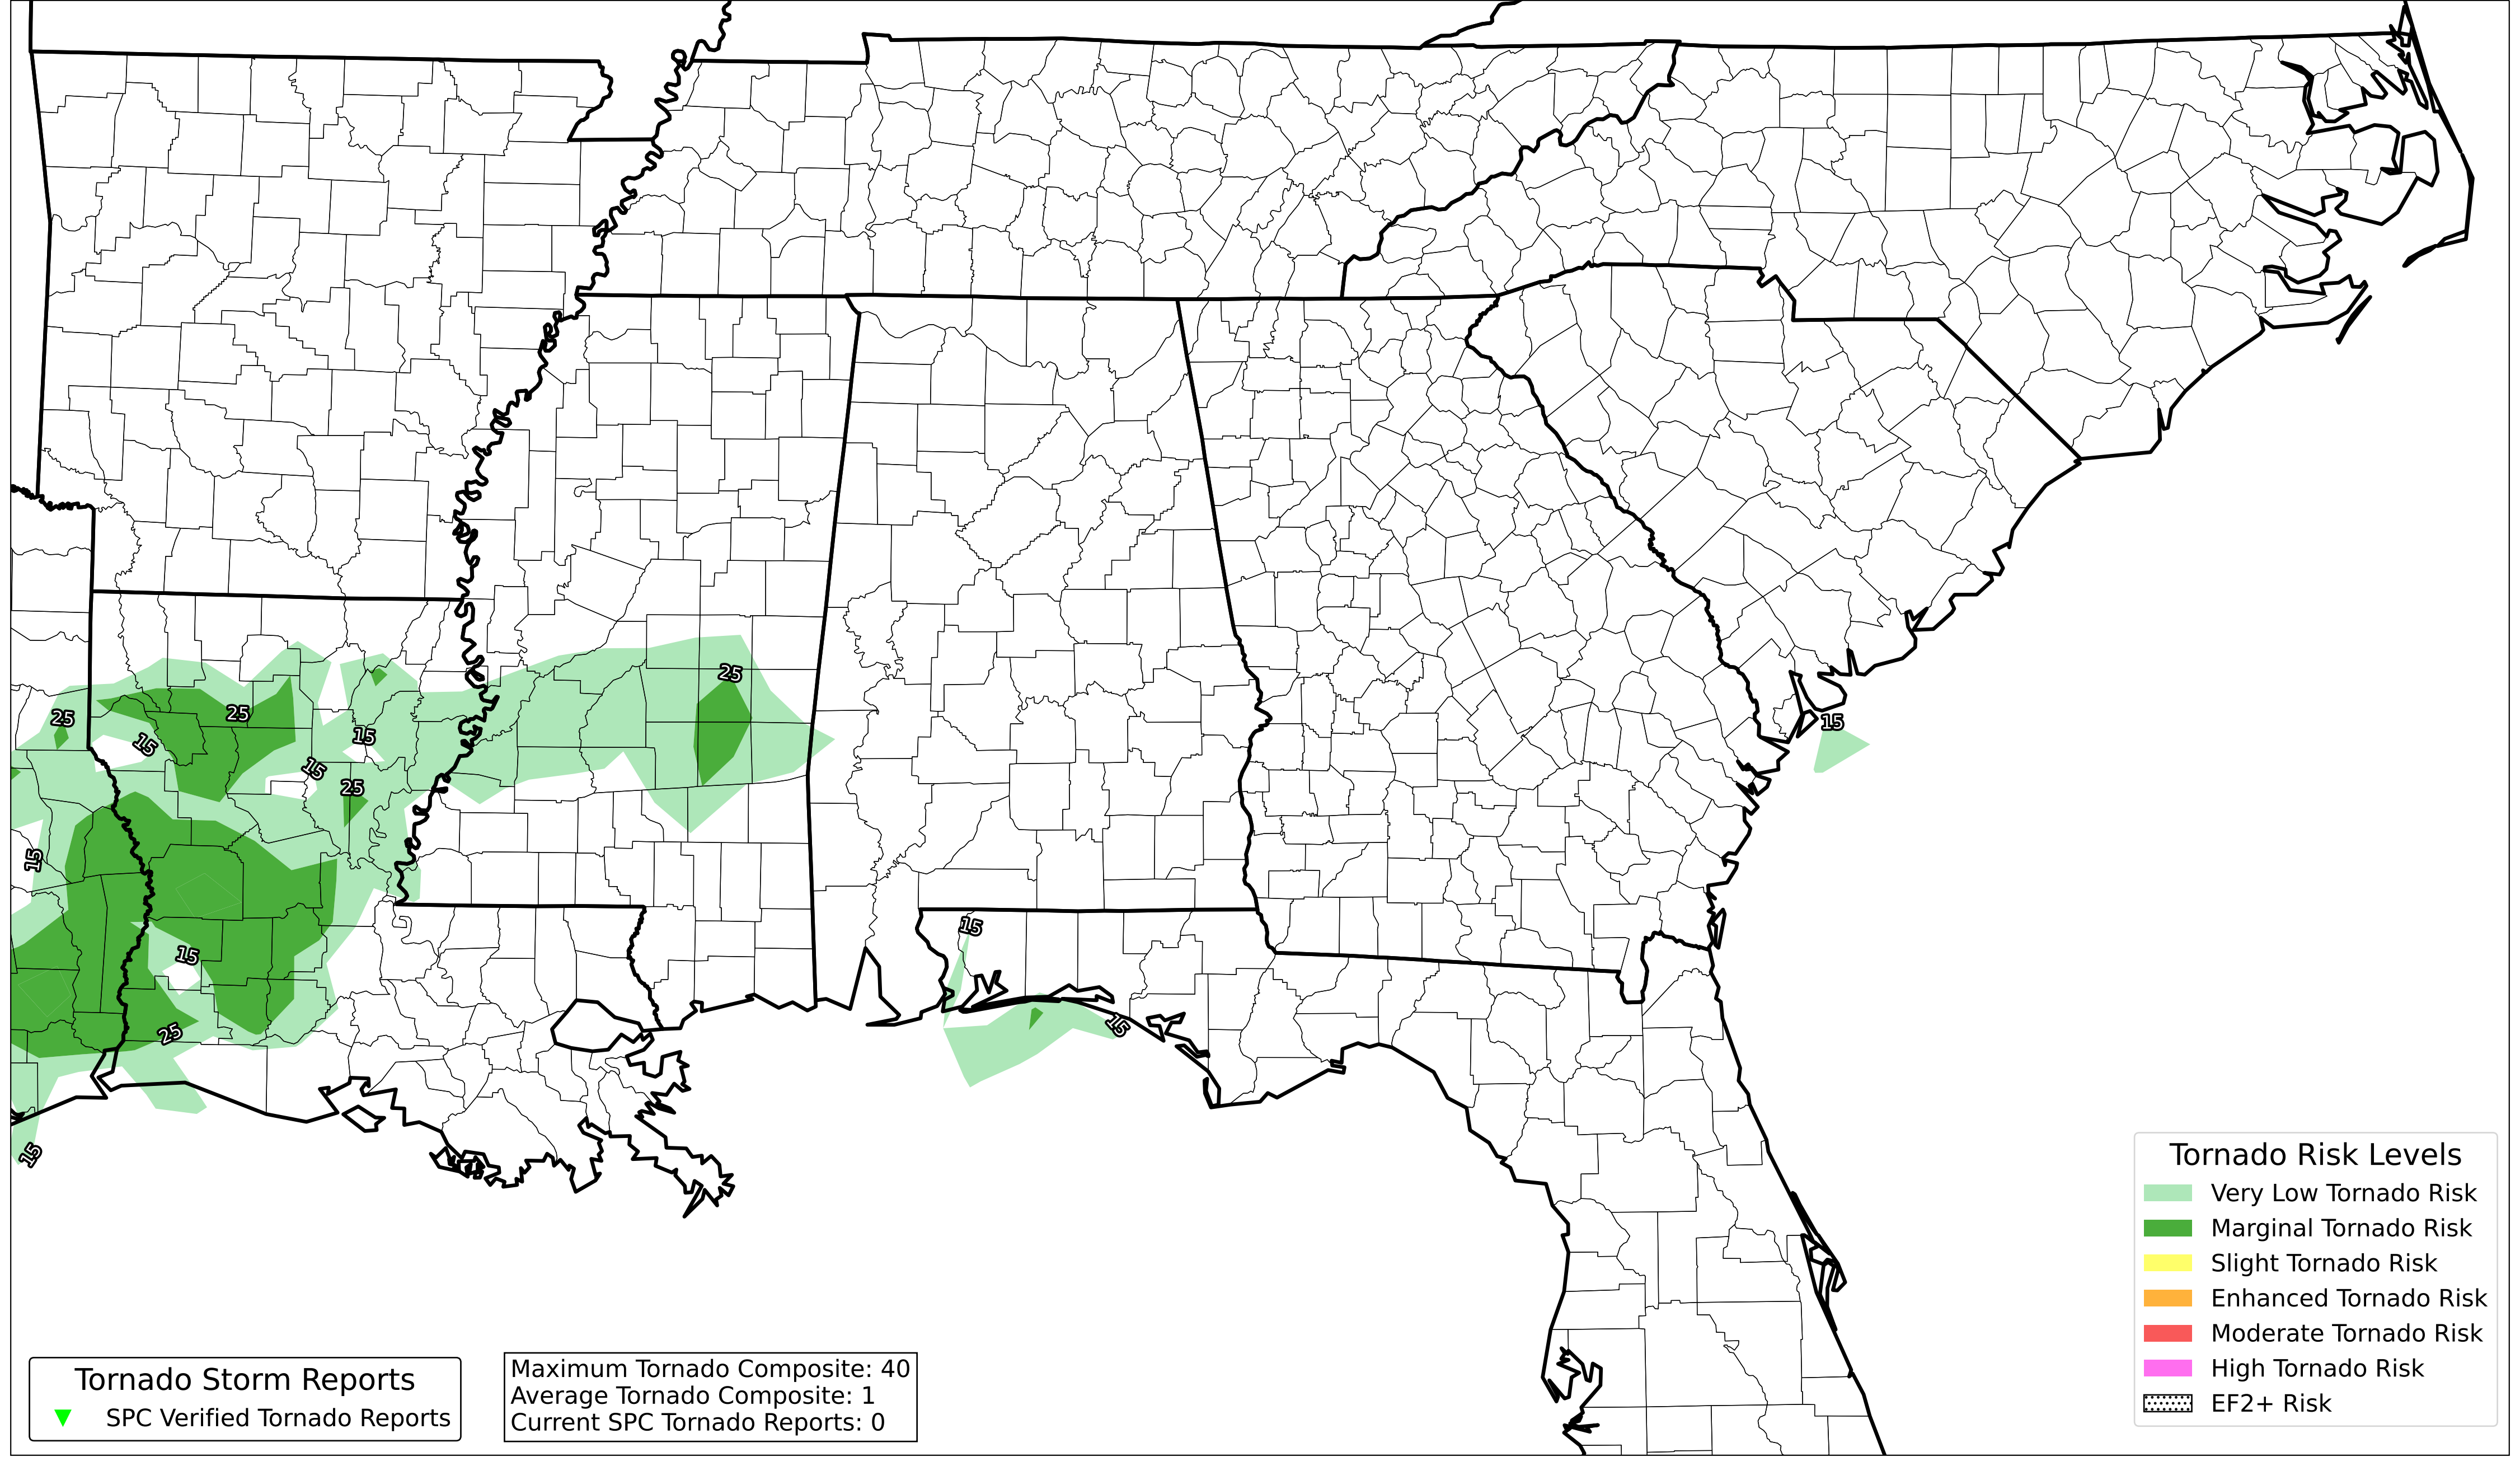 25
25
25
15
15
15
15
25
15
15
15
25
15
15
Tornado Risk Levels
Very Low Tornado Risk
Marginal Tornado Risk
Slight Tornado Risk
Enhanced Tornado Risk
Moderate Tornado Risk
High Tornado Risk
EF2+ Risk
Tornado Storm Reports
SPC Verified Tornado Reports
Maximum Tornado Composite: 40
Average Tornado Composite: 1
Current SPC Tornado Reports: 0